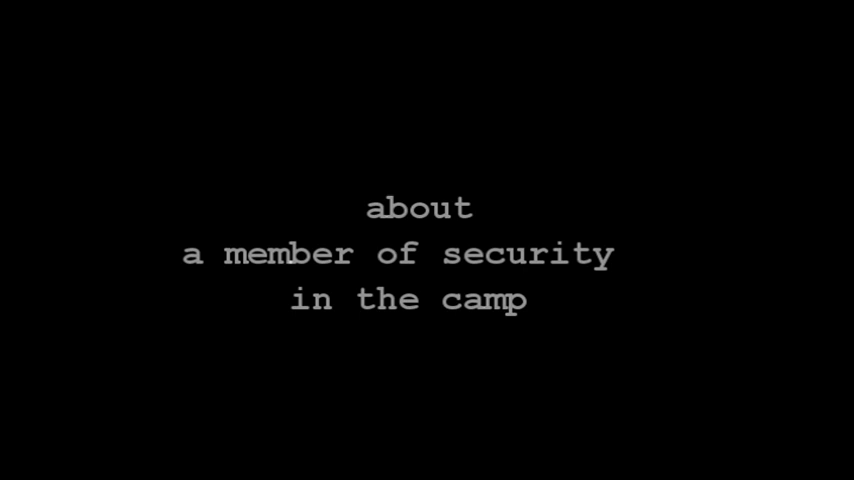 about
a member of security
in the camp